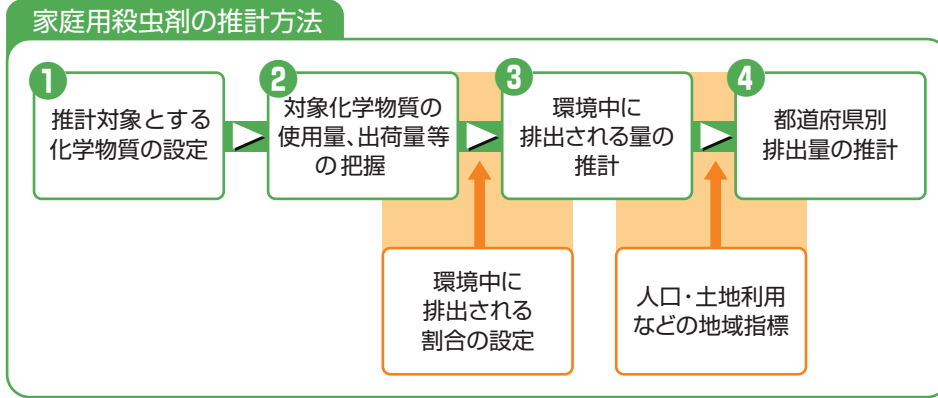 家庭用殺虫剤の推計方法
1
推計対象とする
化学物質の設定
2
対象化学物質の
使用量、出荷量等
の把握
3
環境中に
排出される量の
推計
4
都道府県別
排出量の推計
環境中に
排出される
割合の設定
人口・土地利用
などの地域指標